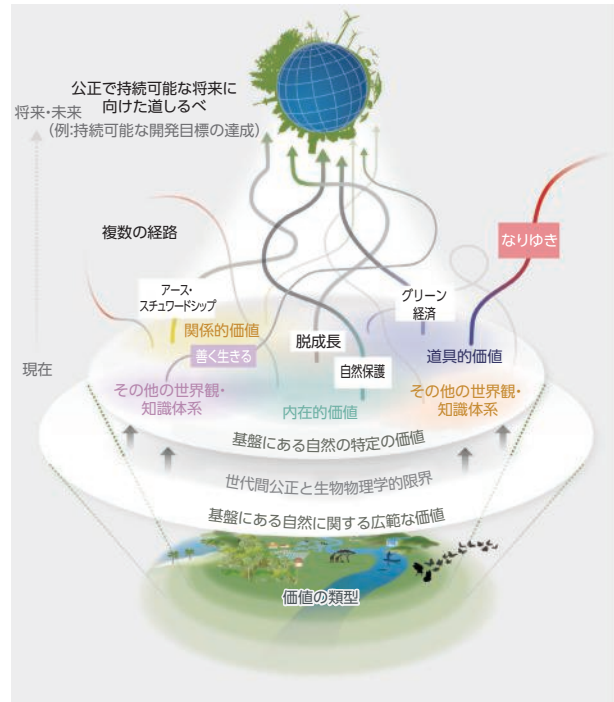 公正で持続可能な将来に
向けた道しるべ
将来・未来
(例:持続可能な開発目標の達成)
複数の経路
なりゆき
アース・
スチュワードシップ
グリーン
経済
関係的価値
脱成長
善く生きる
道具的価値
自然保護
現在
その他の世界観・
知識体系
内在的価値
その他の世界観・
知識体系
基盤にある自然の特定の価値
世代間公正と生物物理学的限界
基盤にある自然に関する広範な価値
価値の類型